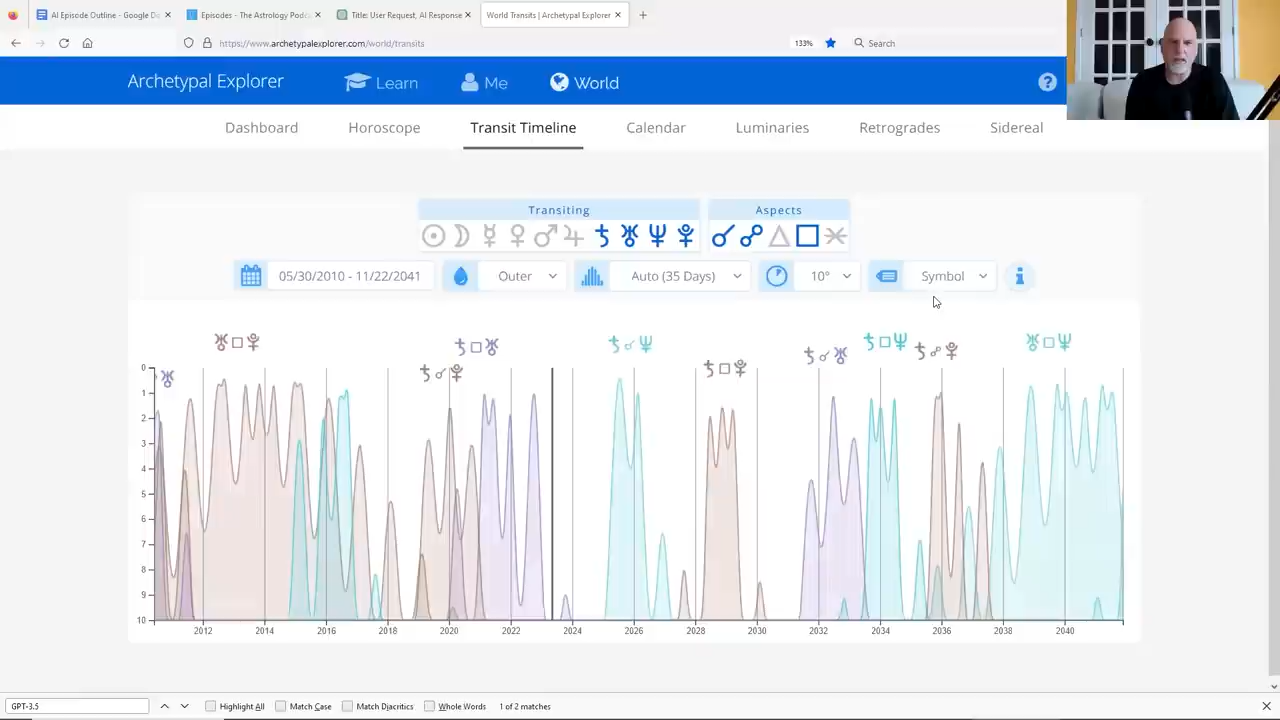 AI Episode Outline - Google Do
Episodes - The Astrology Podc
Title: User Request, AI Response
World Transits | Archetypal Explorer
https://www.archetypalexplorer.com/world/transits
133%
Search
Archetypal Explorer
Learn
Me
World
?
Dashboard
Horoscope
Transit Timeline
Calendar
Luminaries
Retrogrades
Sidereal
Transiting
Aspects
☉ ☽ ☿ ♀ ♂ ♃ ♄ ♅ ♆ ⯓
☌ ☍ △ □ ⚹
05/30/2010 - 11/22/2041
Outer
Auto (35 Days)
10°
Symbol
i
♅□⯓
♄□♅
♄☌⯓
♄☌♆
♄□⯓
♄☌♅
♄□♆
♄☍⯓
♅□♆
♅
0
1
2
3
4
5
6
7
8
9
10
2012 2014 2016 2018 2020 2022 2024 2026 2028 2030 2032 2034 2036 2038 2040
GPT-3.5
Highlight All
Match Case
Match Diacritics
Whole Words
1 of 2 matches